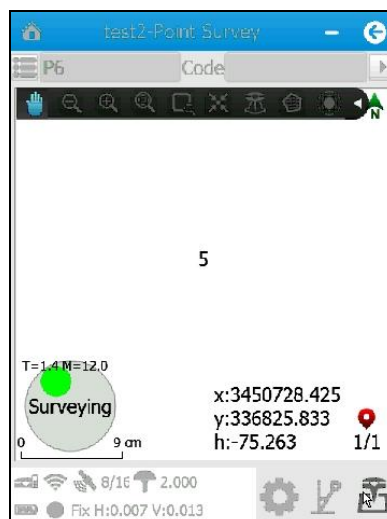 test2-Point Survey
P6 Code
N
5
T=1.4 M=12.0
Surveying
0 9 cm
x:3450728.425
y:336825.833
h:-75.263 1/1
8/16 2.000
Fix H:0.007 V:0.013